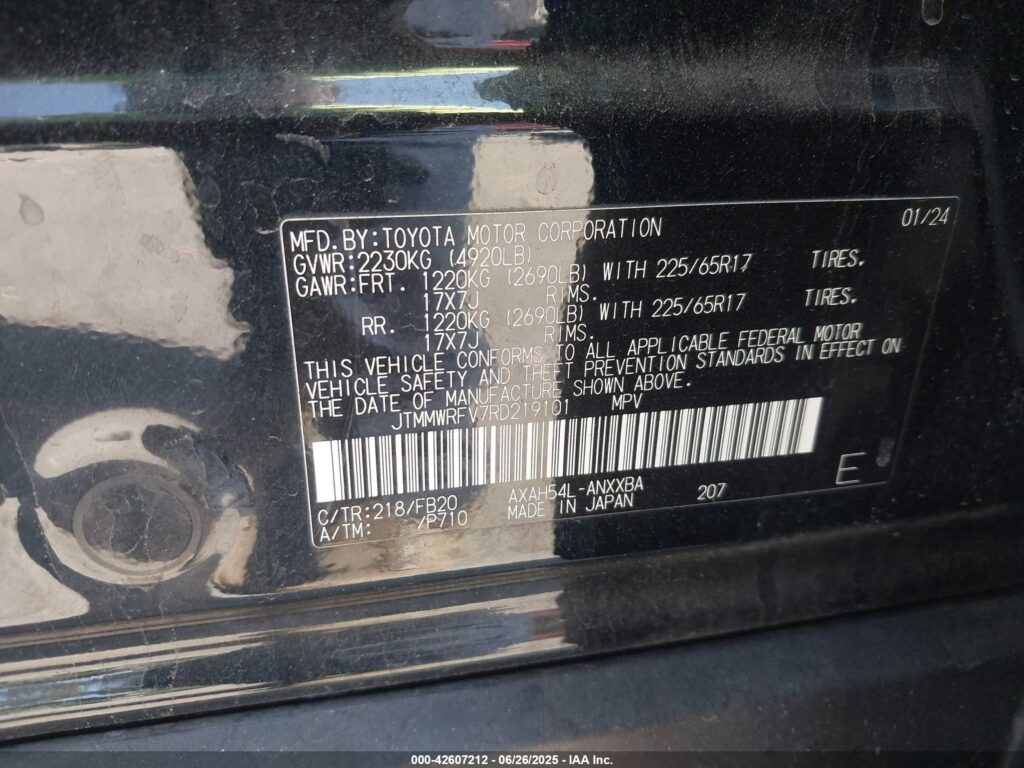 01/24
MFD.BY:TOYOTA MOTOR CORPORATION
GVWR:2230KG (4920LB)
GAWR:FRT. 1220KG (2690LB) WITH 225/65R17 TIRES.
17X7J RIMS.
RR. 1220KG (2690LB) WITH 225/65R17 TIRES.
17X7J RIMS.
THIS VEHICLE CONFORMS TO ALL APPLICABLE FEDERAL MOTOR
VEHICLE SAFETY AND THEFT PREVENTION STANDARDS IN EFFECT ON
THE DATE OF MANUFACTURE SHOWN ABOVE.
JTMMWRFV7RD219101 MPV
C/TR:218/FB20 AXAH54L-ANXXBA 207 E
A/TM: /P710 MADE IN JAPAN
000-42607212 - 06/26/2025 - IAA Inc.